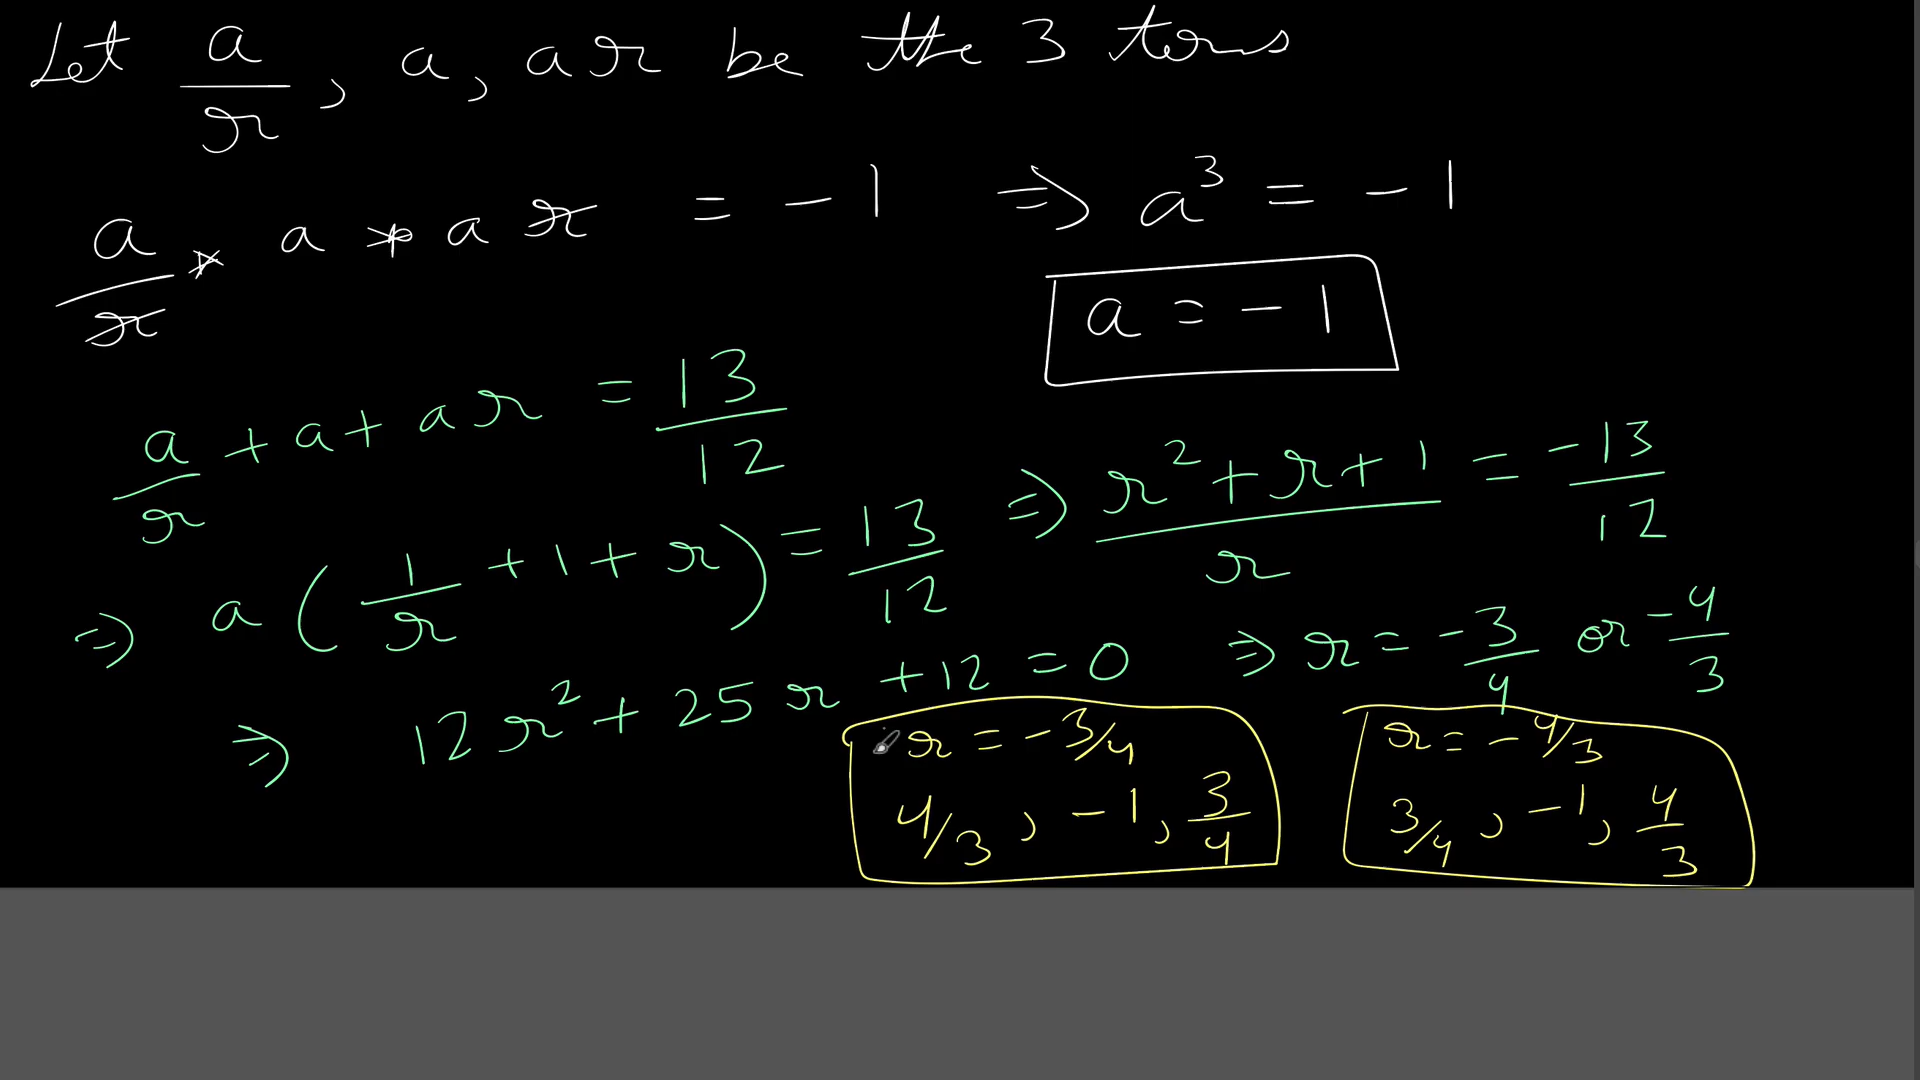 Let a/r, a, ar be the 3 terms
a/r * a * ar = -1 ⇒ a³ = -1
a = -1
a/r + a + ar = 13/12
⇒ a(1/r + 1 + r) = 13/12 ⇒ (r² + r + 1)/r = -13/12
⇒ 12r² + 25r + 12 = 0 ⇒ r = -3/4 or -4/3
r = -3/4
4/3, -1, 3/4
r = -4/3
3/4, -1, 4/3